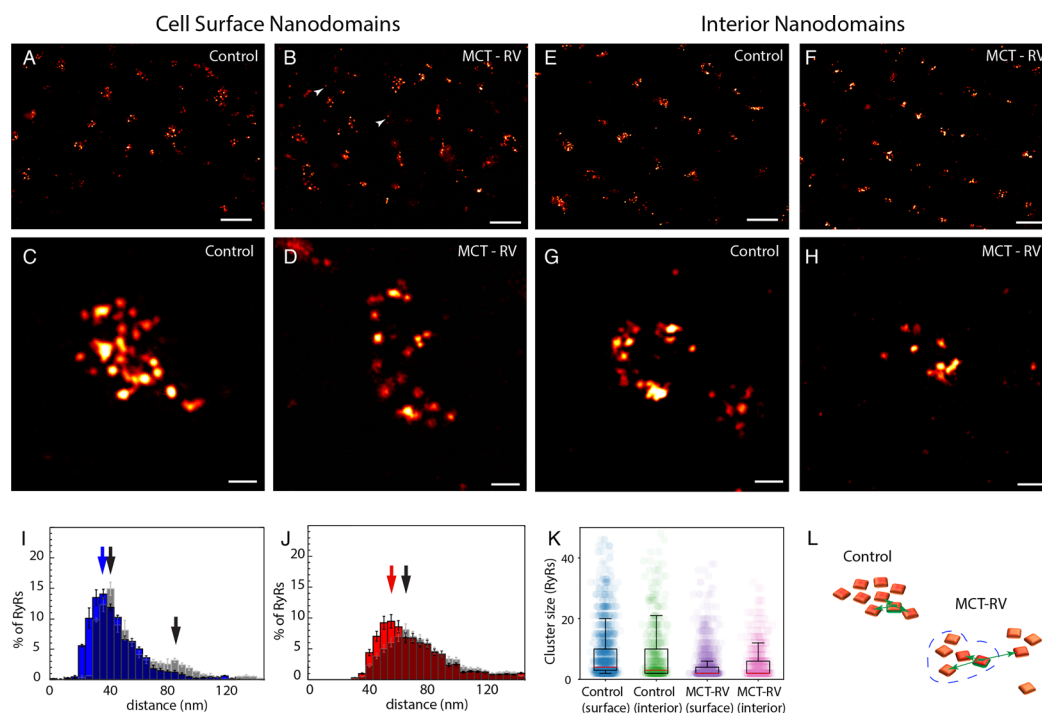 Cell Surface Nanodomains
Interior Nanodomains
A Control
B MCT - RV
E Control
F MCT - RV
C Control
D MCT - RV
G Control
H MCT - RV
I
20
15
10
5
0
% of RyRs
0 40 80 120
distance (nm)
J
20
15
10
5
0
% of RyRs
0 40 80 120
distance (nm)
K
40
20
0
Cluster size (RyRs)
Control Control MCT-RV MCT-RV
(surface) (interior) (surface) (interior)
L
Control
MCT-RV